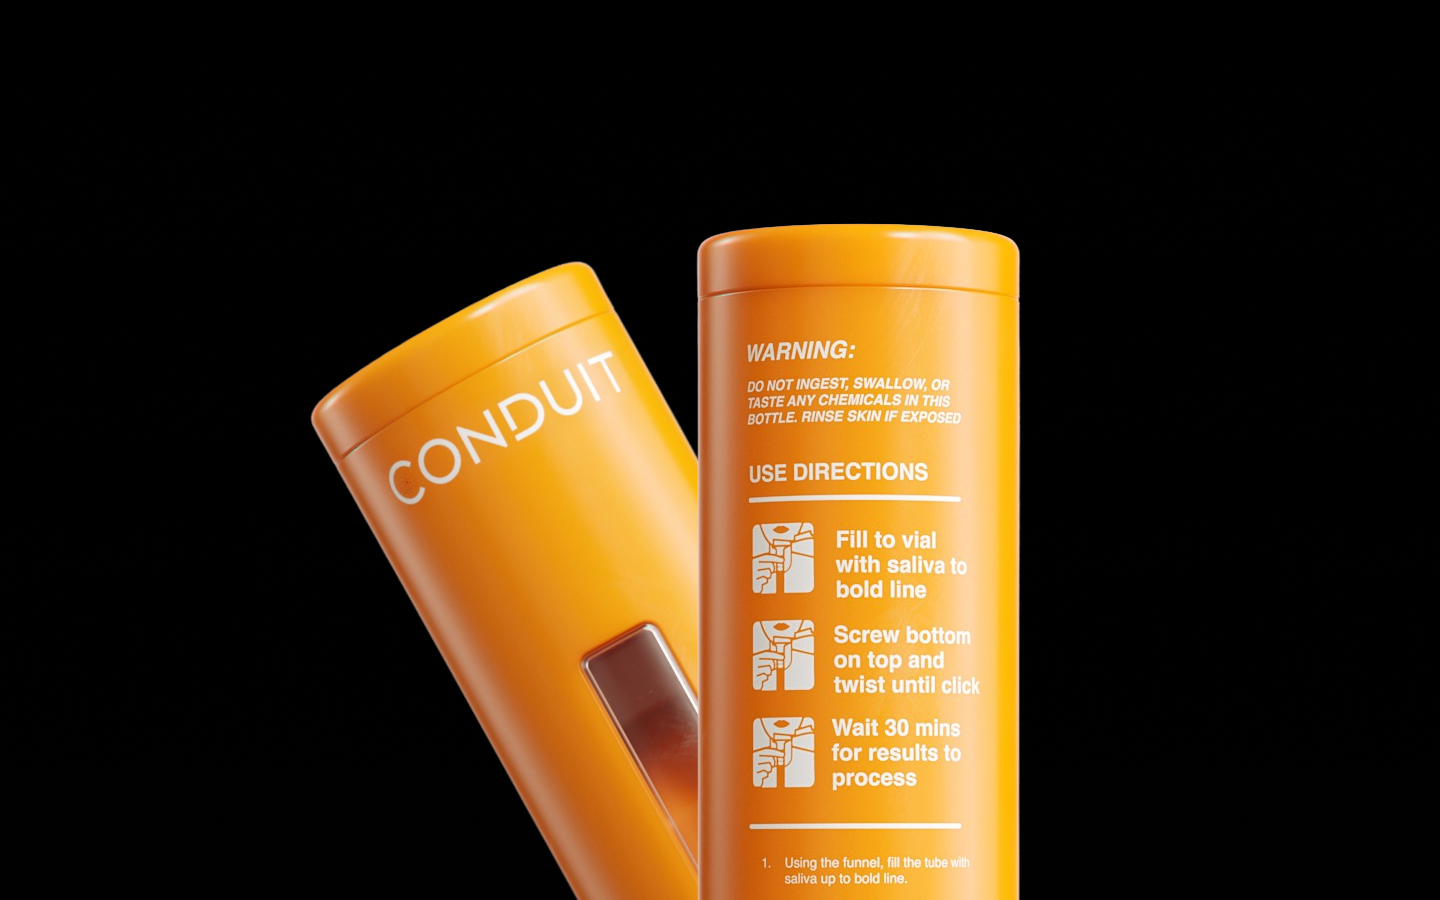 CONDUIT
WARNING:
DO NOT INGEST, SWALLOW, OR
TASTE ANY CHEMICALS IN THIS
BOTTLE. RINSE SKIN IF EXPOSED
USE DIRECTIONS
Fill to vial
with saliva to
bold line
Screw bottom
on top and
twist until click
Wait 30 mins
for results to
process
1. Using the funnel, fill the tube with
saliva up to bold line.